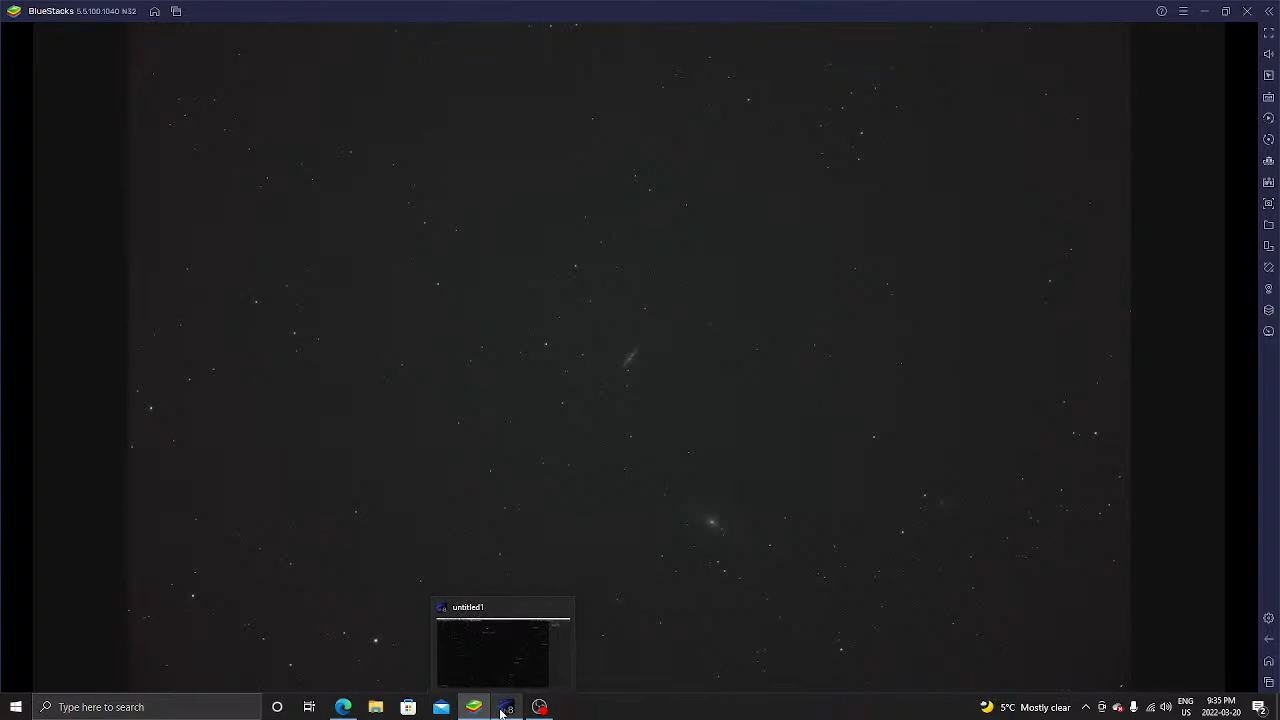 BlueStacks 5.5.100.1040 N32
untitled1
Type here to search
5°C Mostly clear
ENG
US
9:35 PM
2022-03-20